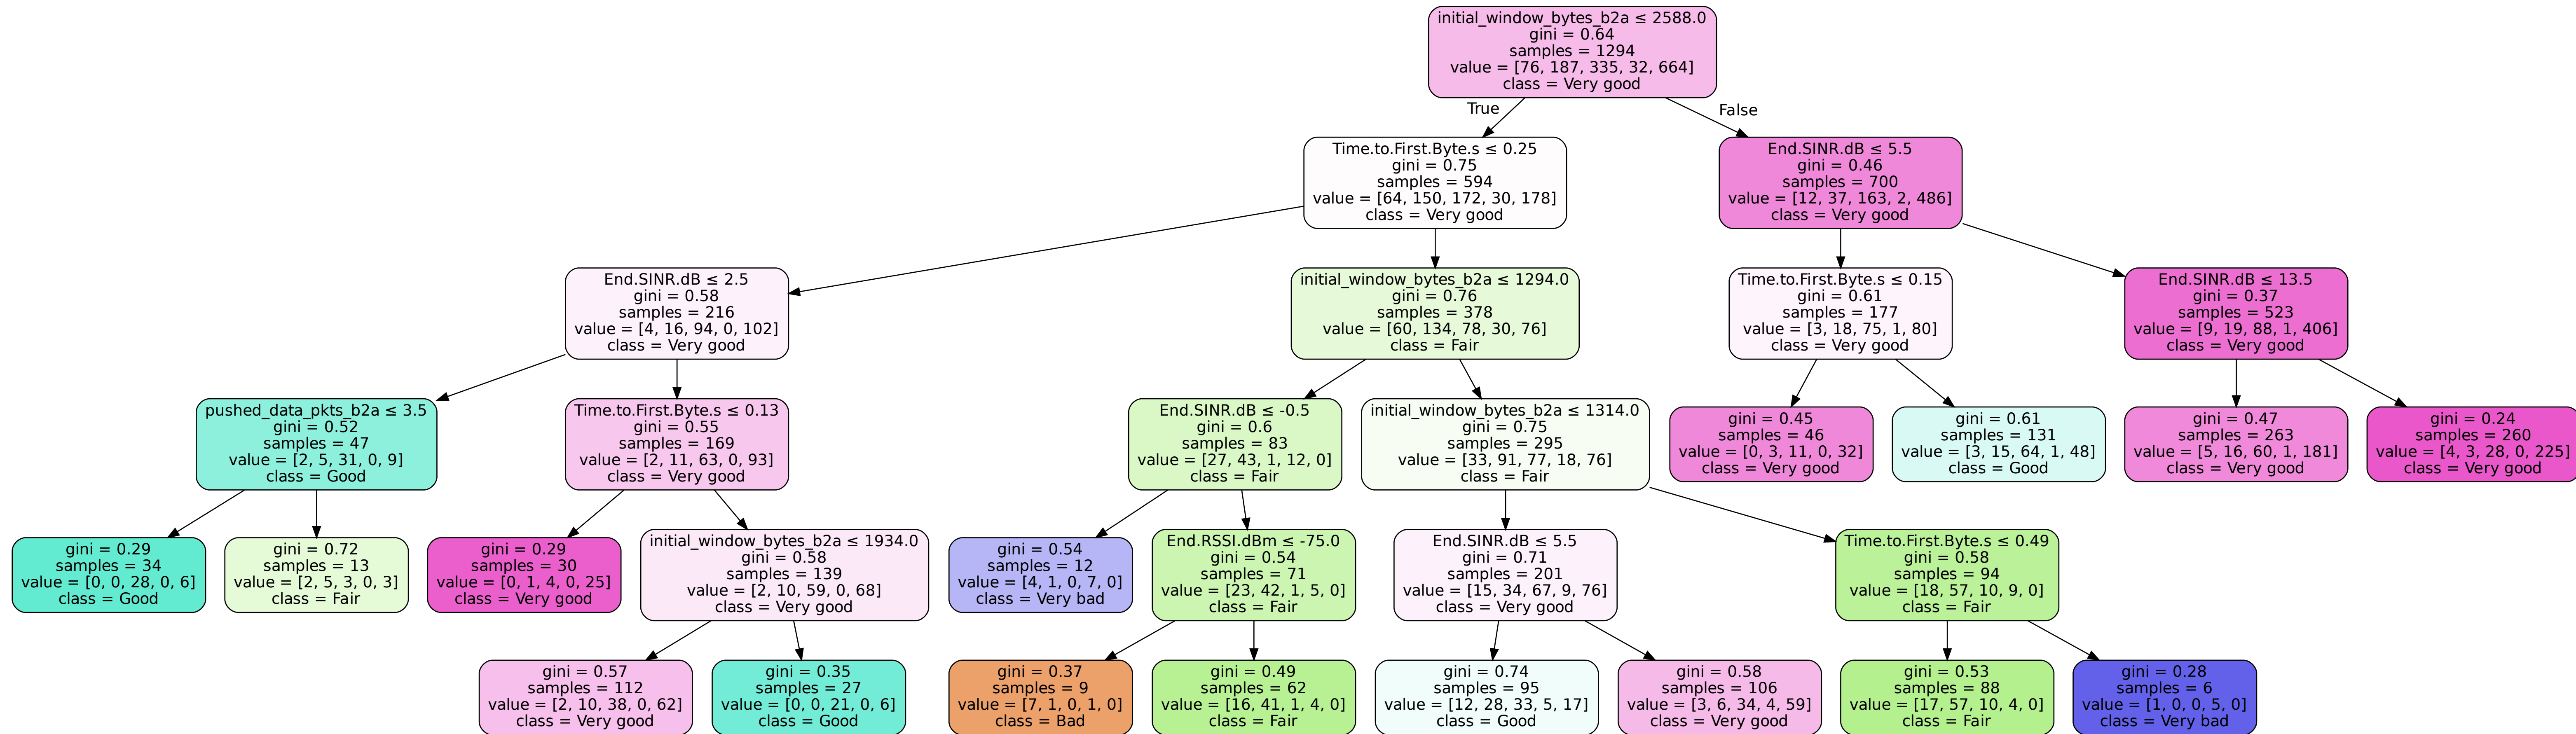 initial_window_bytes_b2a ≤ 2588.0
gini = 0.64
samples = 1294
value = [76, 187, 335, 32, 664]
class = Very good
True
False
Time.to.First.Byte.s ≤ 0.25
gini = 0.75
samples = 594
value = [64, 150, 172, 30, 178]
class = Very good
End.SINR.dB ≤ 5.5
gini = 0.46
samples = 700
value = [12, 37, 163, 2, 486]
class = Very good
End.SINR.dB ≤ 2.5
gini = 0.58
samples = 216
value = [4, 16, 94, 0, 102]
class = Very good
initial_window_bytes_b2a ≤ 1294.0
gini = 0.76
samples = 378
value = [60, 134, 78, 30, 76]
class = Fair
Time.to.First.Byte.s ≤ 0.15
gini = 0.61
samples = 177
value = [3, 18, 75, 1, 80]
class = Very good
End.SINR.dB ≤ 13.5
gini = 0.37
samples = 523
value = [9, 19, 88, 1, 406]
class = Very good
pushed_data_pkts_b2a ≤ 3.5
gini = 0.52
samples = 47
value = [2, 5, 31, 0, 9]
class = Good
Time.to.First.Byte.s ≤ 0.13
gini = 0.55
samples = 169
value = [2, 11, 63, 0, 93]
class = Very good
End.SINR.dB ≤ -0.5
gini = 0.6
samples = 83
value = [27, 43, 1, 12, 0]
class = Fair
initial_window_bytes_b2a ≤ 1314.0
gini = 0.75
samples = 295
value = [33, 91, 77, 18, 76]
class = Fair
gini = 0.45
samples = 46
value = [0, 3, 11, 0, 32]
class = Very good
gini = 0.61
samples = 131
value = [3, 15, 64, 1, 48]
class = Good
gini = 0.47
samples = 263
value = [5, 16, 60, 1, 181]
class = Very good
gini = 0.24
samples = 260
value = [4, 3, 28, 0, 225]
class = Very good
gini = 0.29
samples = 34
value = [0, 0, 28, 0, 6]
class = Good
gini = 0.72
samples = 13
value = [2, 5, 3, 0, 3]
class = Fair
gini = 0.29
samples = 30
value = [0, 1, 4, 0, 25]
class = Very good
initial_window_bytes_b2a ≤ 1934.0
gini = 0.58
samples = 139
value = [2, 10, 59, 0, 68]
class = Very good
gini = 0.54
samples = 12
value = [4, 1, 0, 7, 0]
class = Very bad
End.RSSI.dBm ≤ -75.0
gini = 0.54
samples = 71
value = [23, 42, 1, 5, 0]
class = Fair
End.SINR.dB ≤ 5.5
gini = 0.71
samples = 201
value = [15, 34, 67, 9, 76]
class = Very good
Time.to.First.Byte.s ≤ 0.49
gini = 0.58
samples = 94
value = [18, 57, 10, 9, 0]
class = Fair
gini = 0.57
samples = 112
value = [2, 10, 38, 0, 62]
class = Very good
gini = 0.35
samples = 27
value = [0, 0, 21, 0, 6]
class = Good
gini = 0.37
samples = 9
value = [7, 1, 0, 1, 0]
class = Bad
gini = 0.49
samples = 62
value = [16, 41, 1, 4, 0]
class = Fair
gini = 0.74
samples = 95
value = [12, 28, 33, 5, 17]
class = Good
gini = 0.58
samples = 106
value = [3, 6, 34, 4, 59]
class = Very good
gini = 0.53
samples = 88
value = [17, 57, 10, 4, 0]
class = Fair
gini = 0.28
samples = 6
value = [1, 0, 0, 5, 0]
class = Very bad